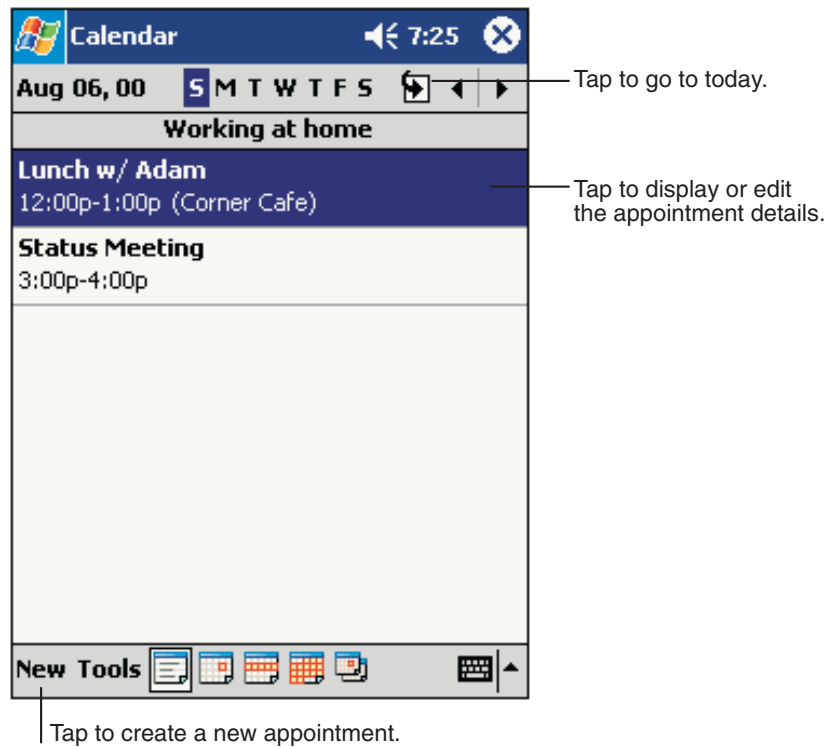 Calendar 7:25
Aug 06, 00 S M T W T F S
Tap to go to today.
Working at home
Lunch w/ Adam
12:00p-1:00p (Corner Cafe)
Tap to display or edit
the appointment details.
Status Meeting
3:00p-4:00p
New Tools
Tap to create a new appointment.